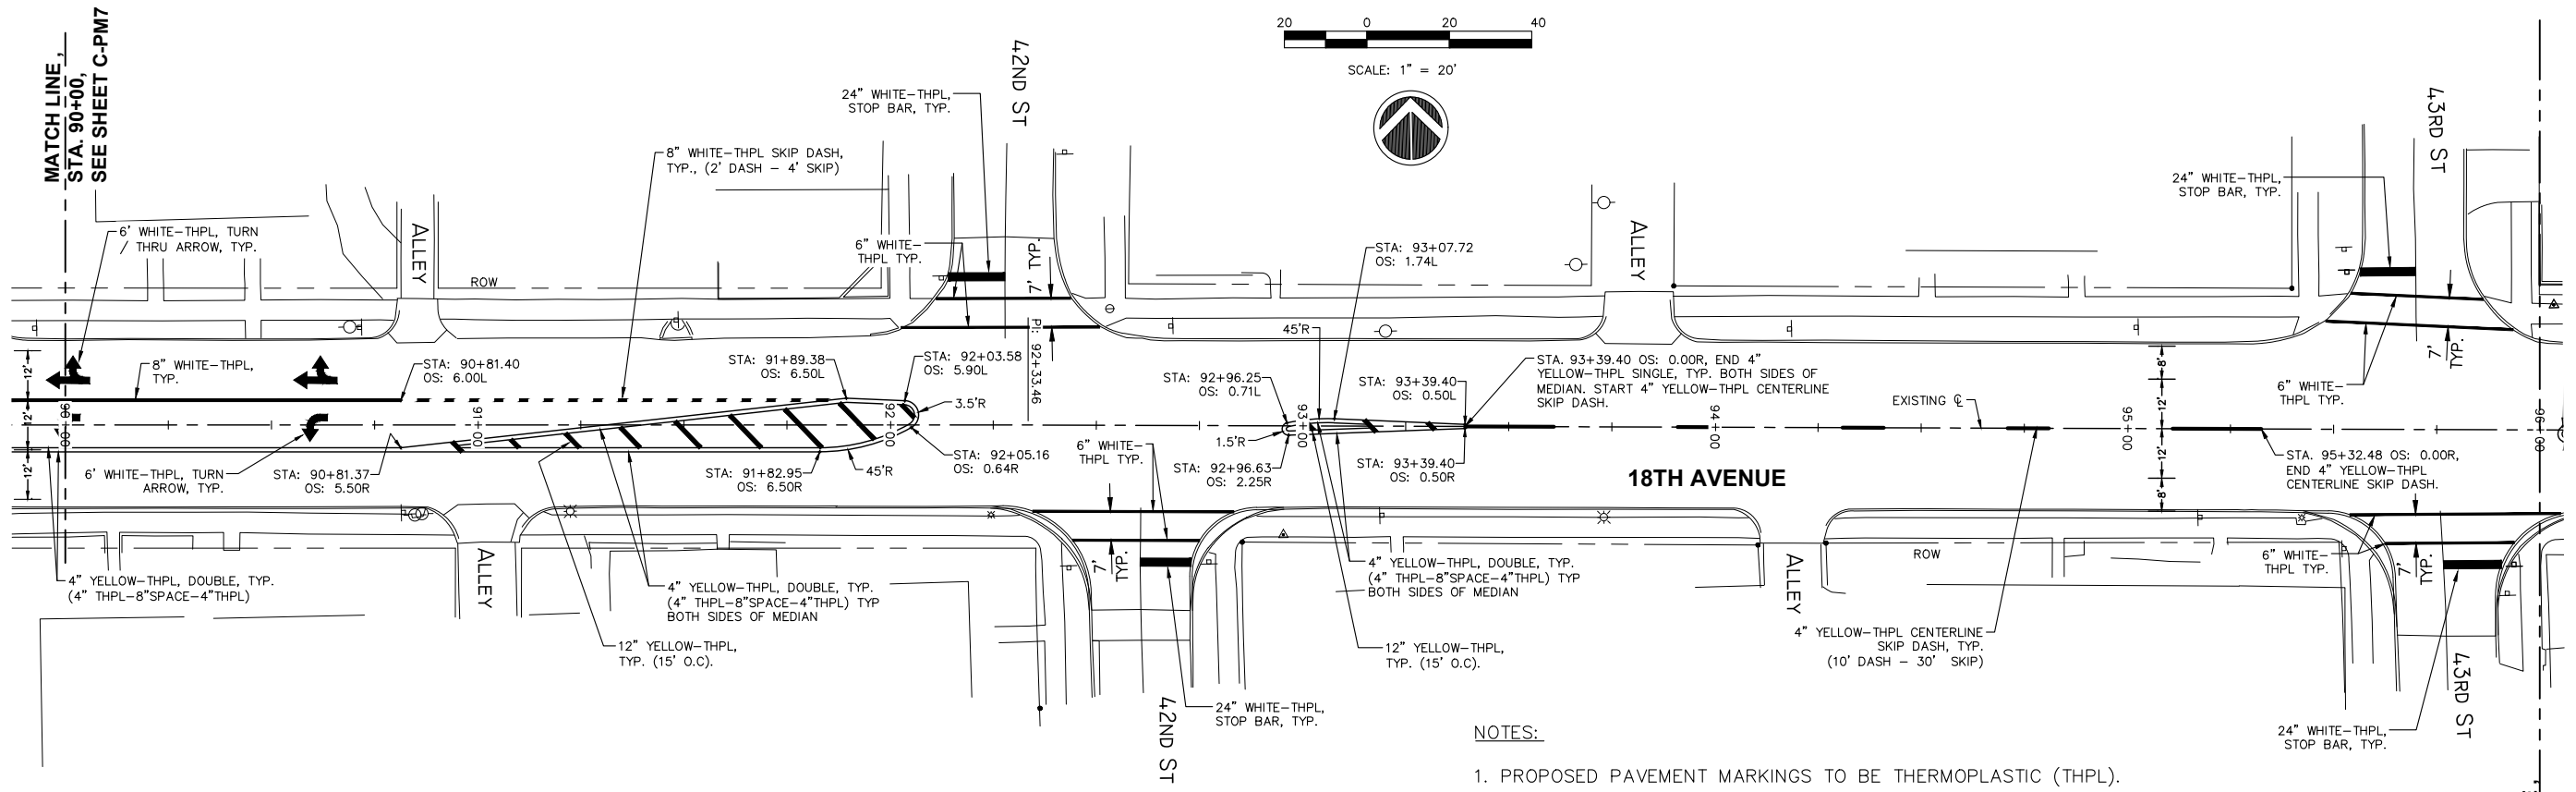 MATCH LINE,
STA. 90+00,
SEE SHEET C-PM7
20 0 20 40
SCALE: 1" = 20'
42ND ST
43RD ST
24" WHITE-THPL,
STOP BAR, TYP.
8" WHITE-THPL SKIP DASH,
TYP., (2' DASH - 4' SKIP)
24" WHITE-THPL,
STOP BAR, TYP.
6' WHITE-THPL, TURN
/ THRU ARROW, TYP.
ALLEY
ROW
6" WHITE-
THPL TYP.
7'
TYP.
PI: 92+33.46
STA: 93+07.72
OS: 1.74L
ALLEY
45'R
8" WHITE-THPL,
TYP.
STA: 90+81.40
OS: 6.00L
STA: 91+89.38
OS: 6.50L
STA: 92+03.58
OS: 5.90L
3.5'R
STA: 92+96.25
OS: 0.71L
STA: 93+39.40
OS: 0.50L
STA. 93+39.40 OS: 0.00R, END 4"
YELLOW-THPL SINGLE, TYP. BOTH SIDES OF
MEDIAN. START 4" YELLOW-THPL CENTERLINE
SKIP DASH.
EXISTING ℄
8'
12'
12'
8'
6" WHITE-
THPL TYP.
7'
TYP.
12'
12'
12'
91+00
92+00
93+00
94+00
95+00
96+00
1.5'R
6' WHITE-THPL, TURN
ARROW, TYP.
STA: 90+81.37
OS: 5.50R
STA: 91+82.95
OS: 6.50R
45'R
STA: 92+05.16
OS: 0.64R
6" WHITE-
THPL TYP.
STA: 92+96.63
OS: 2.25R
STA: 93+39.40
OS: 0.50R
18TH AVENUE
STA. 95+32.48 OS: 0.00R,
END 4" YELLOW-THPL
CENTERLINE SKIP DASH.
4" YELLOW-THPL, DOUBLE, TYP.
(4" THPL-8"SPACE-4"THPL)
ALLEY
4" YELLOW-THPL, DOUBLE, TYP.
(4" THPL-8"SPACE-4"THPL) TYP
BOTH SIDES OF MEDIAN
12" YELLOW-THPL,
TYP. (15' O.C).
7'
TYP.
4" YELLOW-THPL, DOUBLE, TYP.
(4" THPL-8"SPACE-4"THPL) TYP
BOTH SIDES OF MEDIAN
12" YELLOW-THPL,
TYP. (15' O.C).
ALLEY
ROW
4" YELLOW-THPL CENTERLINE
SKIP DASH, TYP.
(10' DASH - 30' SKIP)
6" WHITE-
THPL TYP.
7'
TYP.
42ND ST
24" WHITE-THPL,
STOP BAR, TYP.
43RD ST
24" WHITE-THPL,
STOP BAR, TYP.
NOTES:
1. PROPOSED PAVEMENT MARKINGS TO BE THERMOPLASTIC (THPL).